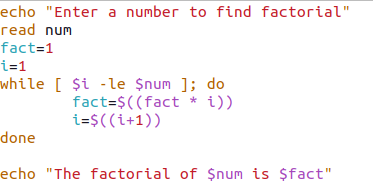 echo "Enter a number to find factorial"
read num
fact=1
i=1
while [ $i -le $num ]; do
        fact=$((fact * i))
        i=$((i+1))
done

echo "The factorial of $num is $fact"